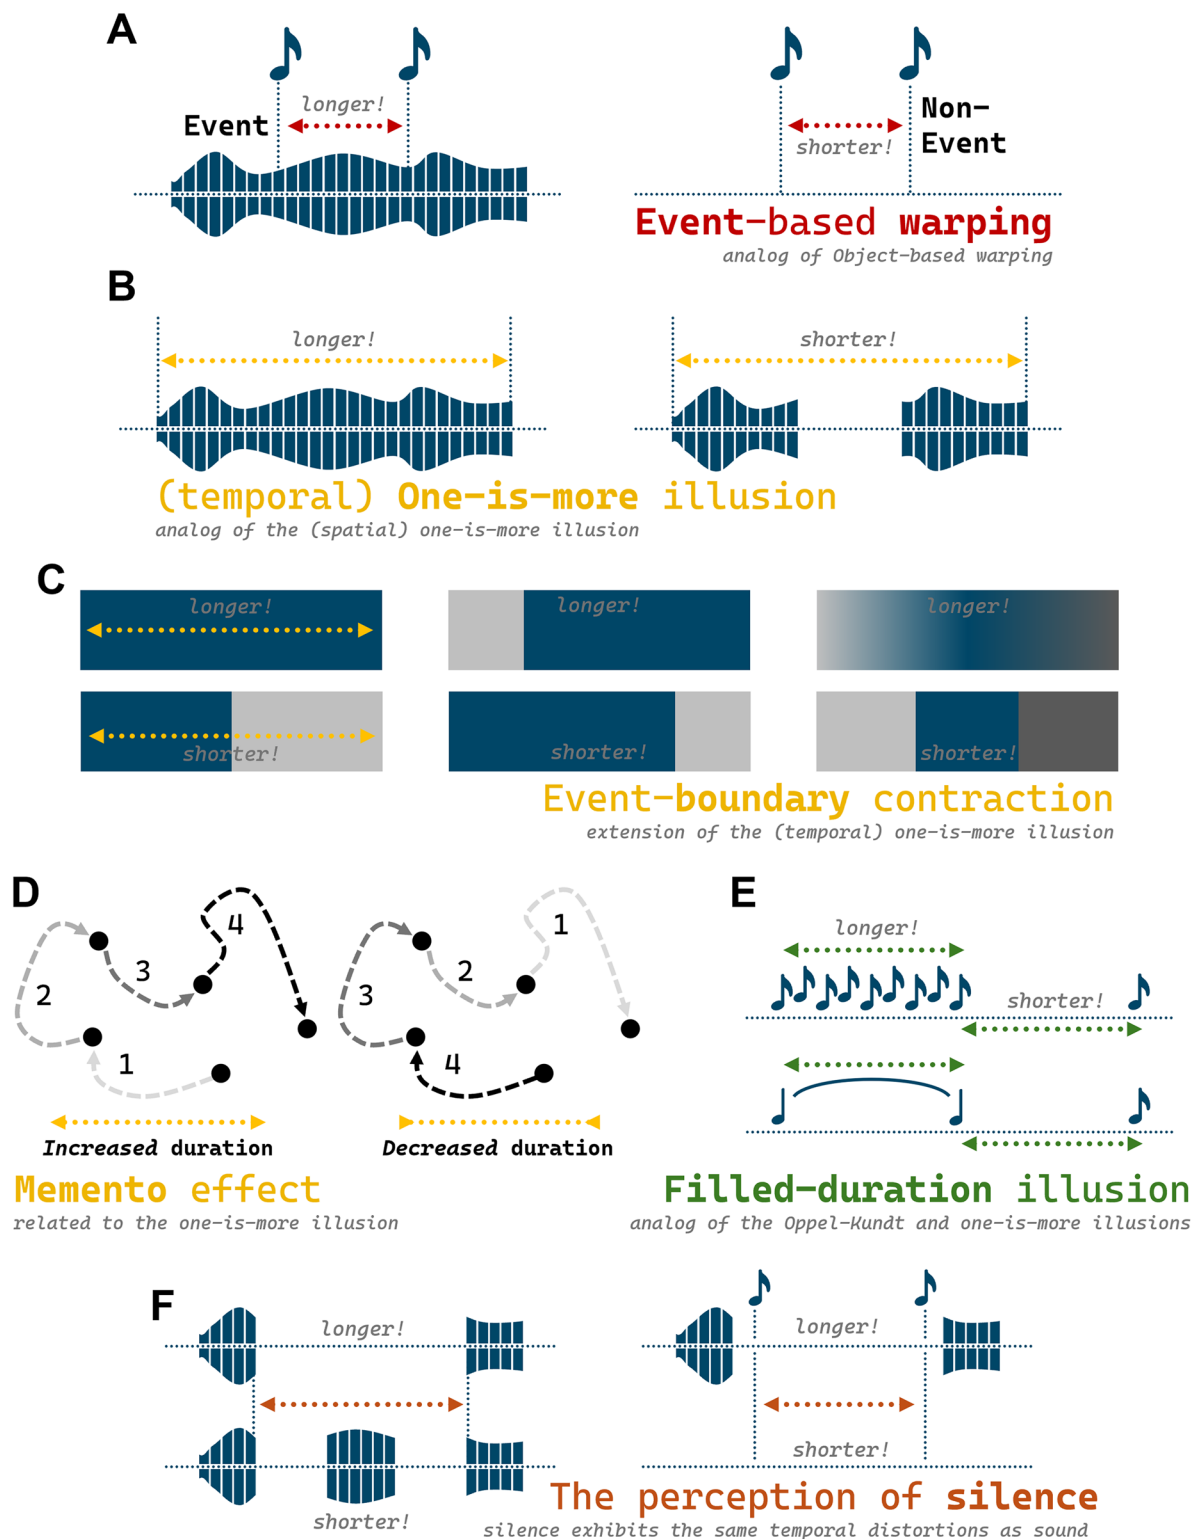 A
longer!
Event
Non-
Event
shorter!
Event-based warping
analog of Object-based warping
B
longer!
shorter!
(temporal) One-is-more illusion
analog of the (spatial) one-is-more illusion
C
longer!
longer!
longer!
shorter!
shorter!
shorter!
Event-boundary contraction
extension of the (temporal) one-is-more illusion
D
4
3
2
1
Increased duration
1
2
3
4
Decreased duration
Memento effect
related to the one-is-more illusion
E
longer!
shorter!
Filled-duration illusion
analog of the Oppel-Kundt and one-is-more illusions
F
longer!
shorter!
longer!
shorter!
The perception of silence
silence exhibits the same temporal distortions as sound